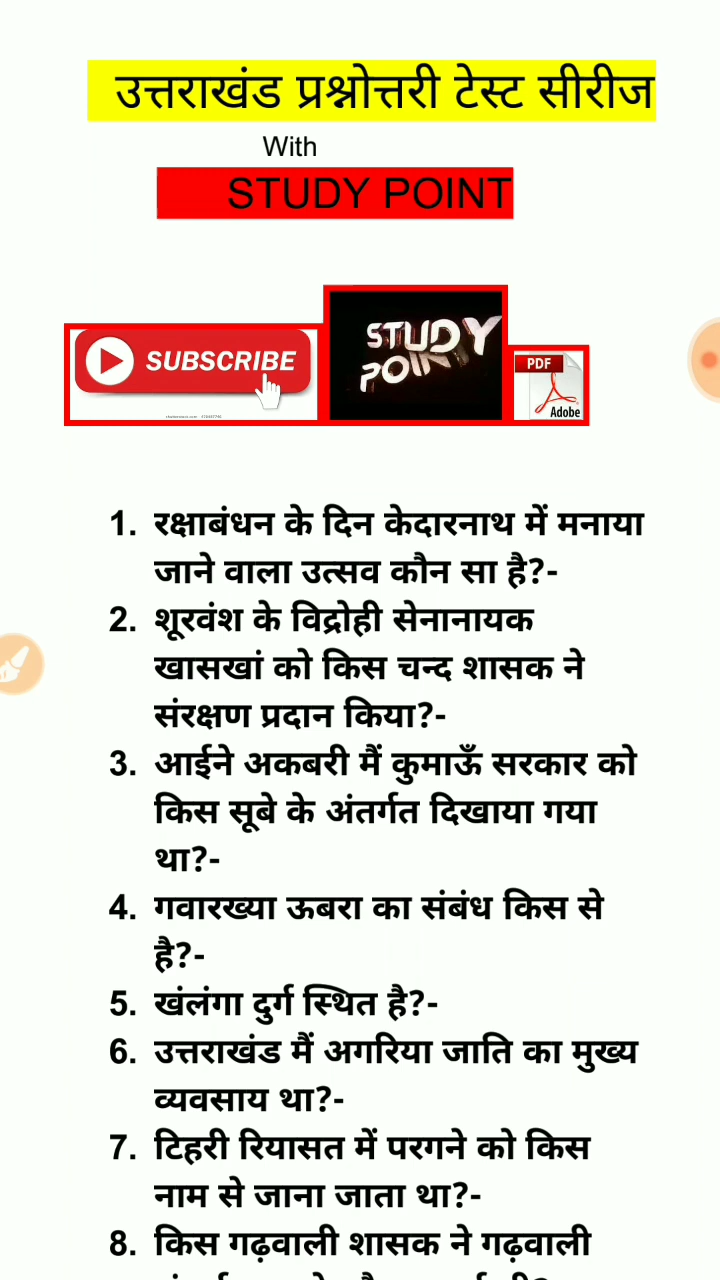 उत्तराखंड प्रश्नोत्तरी टेस्ट सीरीज
With
STUDY POINT
SUBSCRIBE
STUDY
POINT
PDF
Adobe
1. रक्षाबंधन के दिन केदारनाथ में मनाया
जाने वाला उत्सव कौन सा है?-
2. शूरवंश के विद्रोही सेनानायक
खासखां को किस चन्द शासक ने
संरक्षण प्रदान किया?-
3. आईने अकबरी मैं कुमाऊँ सरकार को
किस सूबे के अंतर्गत दिखाया गया
था?-
4. गवारख्या ऊबरा का संबंध किस से
है?-
5. खंलंगा दुर्ग स्थित है?-
6. उत्तराखंड मैं अगरिया जाति का मुख्य
व्यवसाय था?-
7. टिहरी रियासत में परगने को किस
नाम से जाना जाता था?-
8. किस गढ़वाली शासक ने गढ़वाली